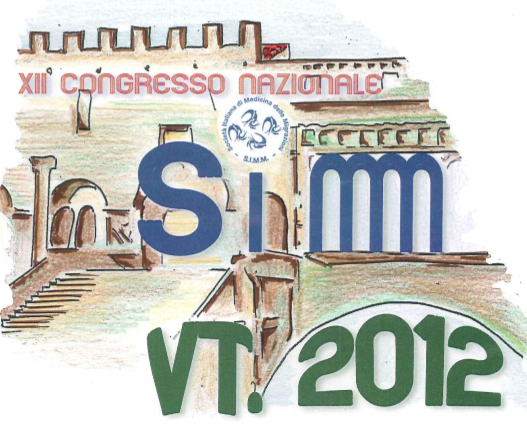 XII CONGRESSO NAZIONALE
Società Italiana di Medicina delle Migrazioni
- S.I.M.M. -
SIMM
VT. 2012